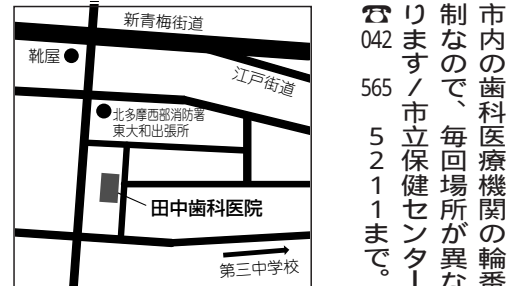 市内の歯科医療機関の輪番
制なので、毎回場所が異な
ります/市立保健センター
☎042 565 5211まで。
新青梅街道
靴屋
江戸街道
北多摩西部消防署
東大和出張所
田中歯科医院
第三中学校